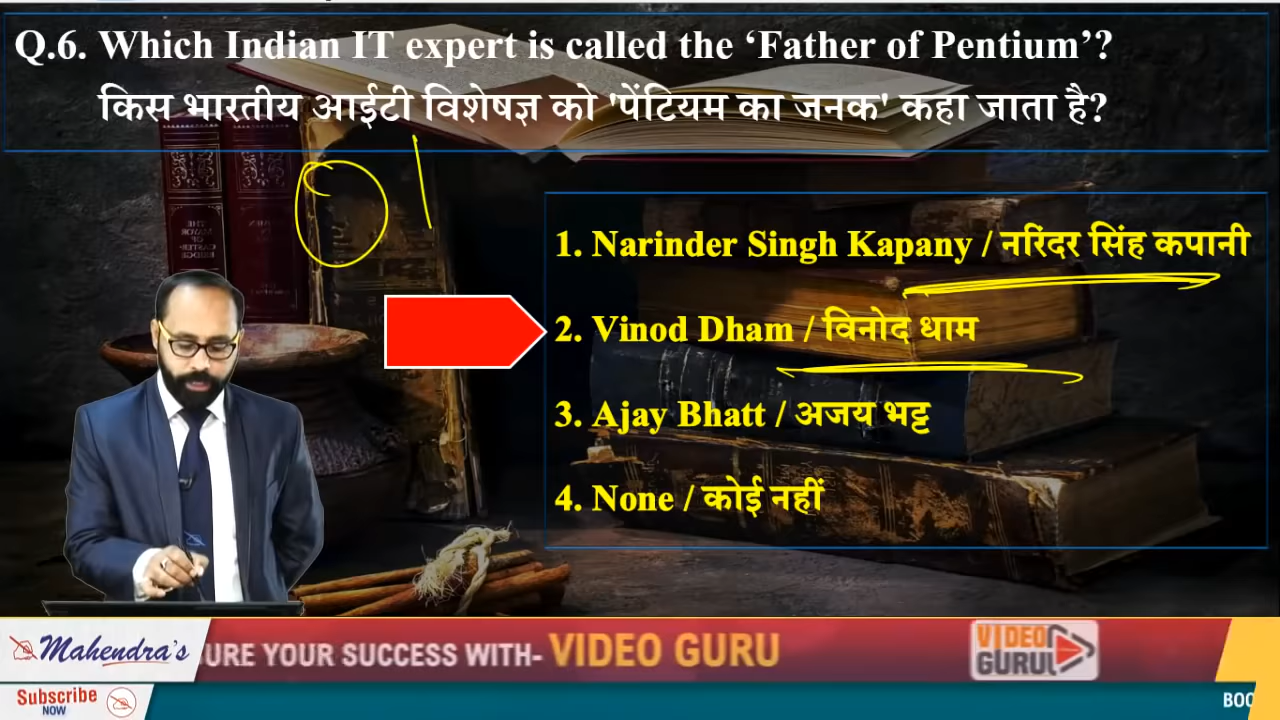 Q.6. Which Indian IT expert is called the ‘Father of Pentium’?
किस भारतीय आईटी विशेषज्ञ को 'पेंटियम का जनक' कहा जाता है?
1. Narinder Singh Kapany / नरिंदर सिंह कपानी
2. Vinod Dham / विनोद धाम
3. Ajay Bhatt / अजय भट्ट
4. None / कोई नहीं
Mahendra's
URE YOUR SUCCESS WITH- VIDEO GURU
VIDEO
GURU
Subscribe
NOW
BOO